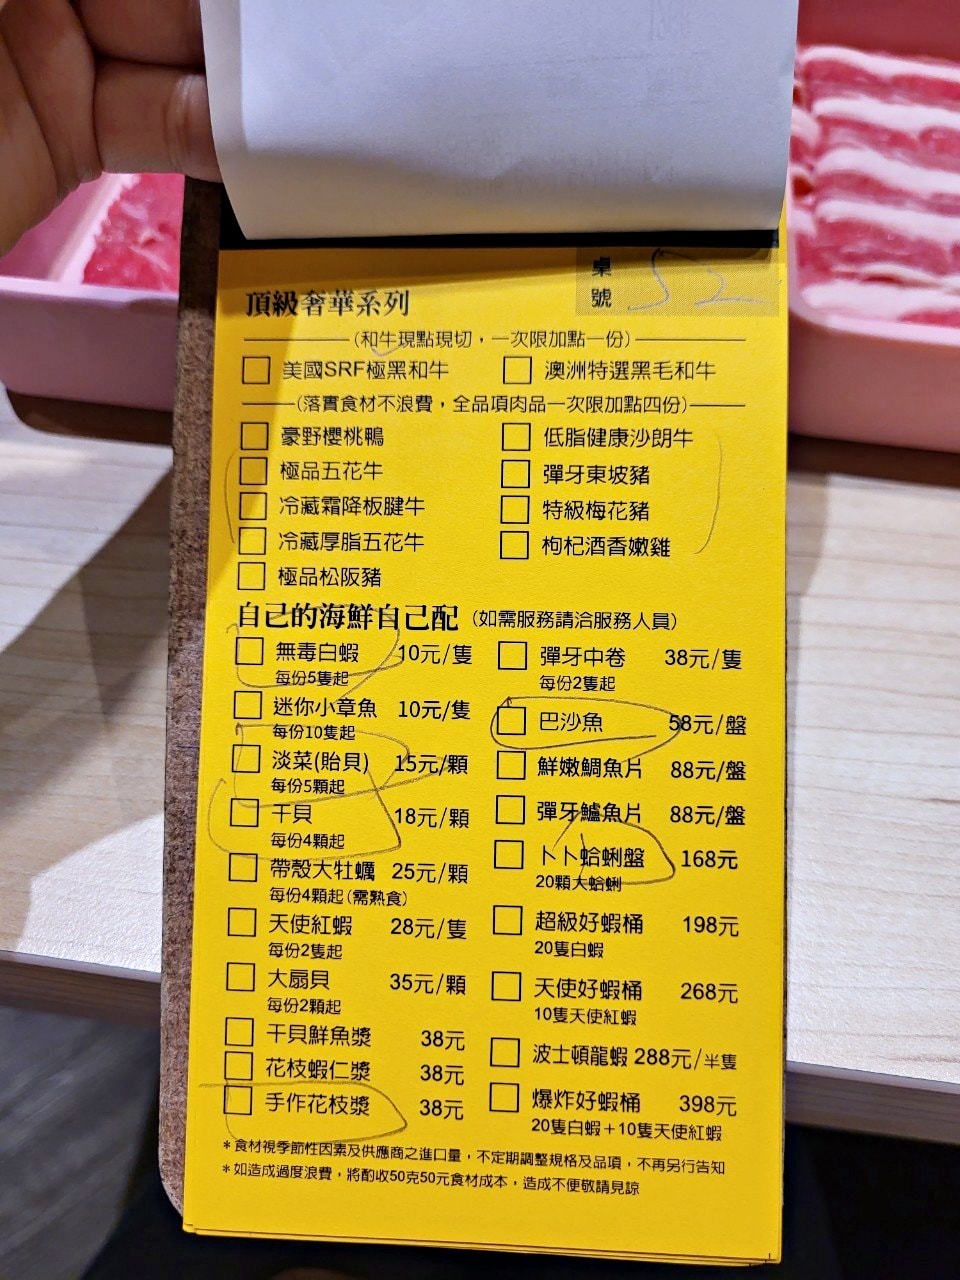 桌號 52
頂級奢華系列
(和牛現點現切，一次限加點一份)
美國SRF極黑和牛 澳洲特選黑毛和牛
(落實食材不浪費，全品項肉品一次限加點四份)
豪野櫻桃鴨 低脂健康沙朗牛
極品五花牛 彈牙東坡豬
冷藏霜降板腱牛 特級梅花豬
冷藏厚脂五花牛 枸杞酒香嫩雞
極品松阪豬
自己的海鮮自己配 (如需服務請洽服務人員)
無毒白蝦 10元/隻 彈牙中卷 38元/隻
每份5隻起 每份2隻起
迷你小章魚 10元/隻 巴沙魚 58元/盤
每份10隻起
淡菜(貽貝) 15元/顆 鮮嫩鯛魚片 88元/盤
每份5顆起
干貝 18元/顆 彈牙鱸魚片 88元/盤
每份4顆起
帶殼大牡蠣 25元/顆 卜卜蛤蜊盤 168元
每份4顆起(需熟食) 20顆大蛤蜊
天使紅蝦 28元/隻 超級好蝦桶 198元
每份2隻起 20隻白蝦
大扇貝 35元/顆 天使好蝦桶 268元
每份2顆起 10隻天使紅蝦
干貝鮮魚漿 38元
花枝蝦仁漿 38元 波士頓龍蝦 288元/半隻
手作花枝漿 38元 爆炸好蝦桶 398元
20隻白蝦＋10隻天使紅蝦
＊食材視季節性因素及供應商之進口量，不定期調整規格及品項，不再另行告知
＊如造成過度浪費，將酌收50克50元食材成本，造成不便敬請見諒